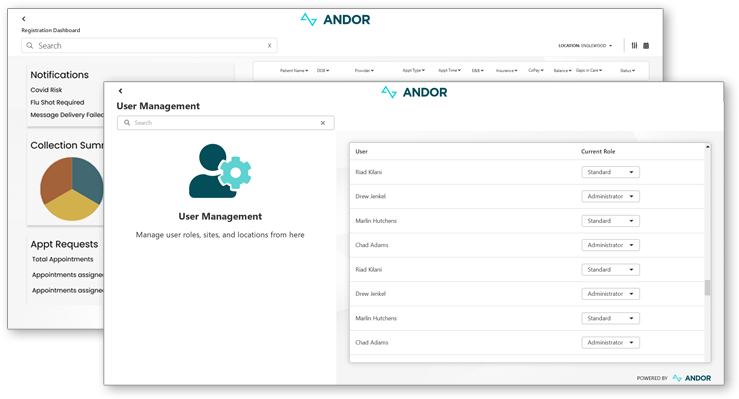 ANDOR
Registration Dashboard
Search X
LOCATION: ENGLEWOOD
Notifications
Covid Risk
Flu Shot Required
Message Delivery Failed
Patient Name DOB Provider Appt Type Appt Time E&B Insurance CoPay Balance Gaps in Care Status
Collection Summ
Appt Requests
Total Appointments
Appointments assigned
Appointments assigned
ANDOR
User Management
Search
User Management
Manage user roles, sites, and locations from here
User Current Role
Riad Kilani Standard
Drew Jenkel Administrator
Marlin Hutchens Standard
Chad Adams Administrator
Riad Kilani Standard
Drew Jenkel Administrator
Marlin Hutchens Standard
Chad Adams Administrator
POWERED BY ANDOR